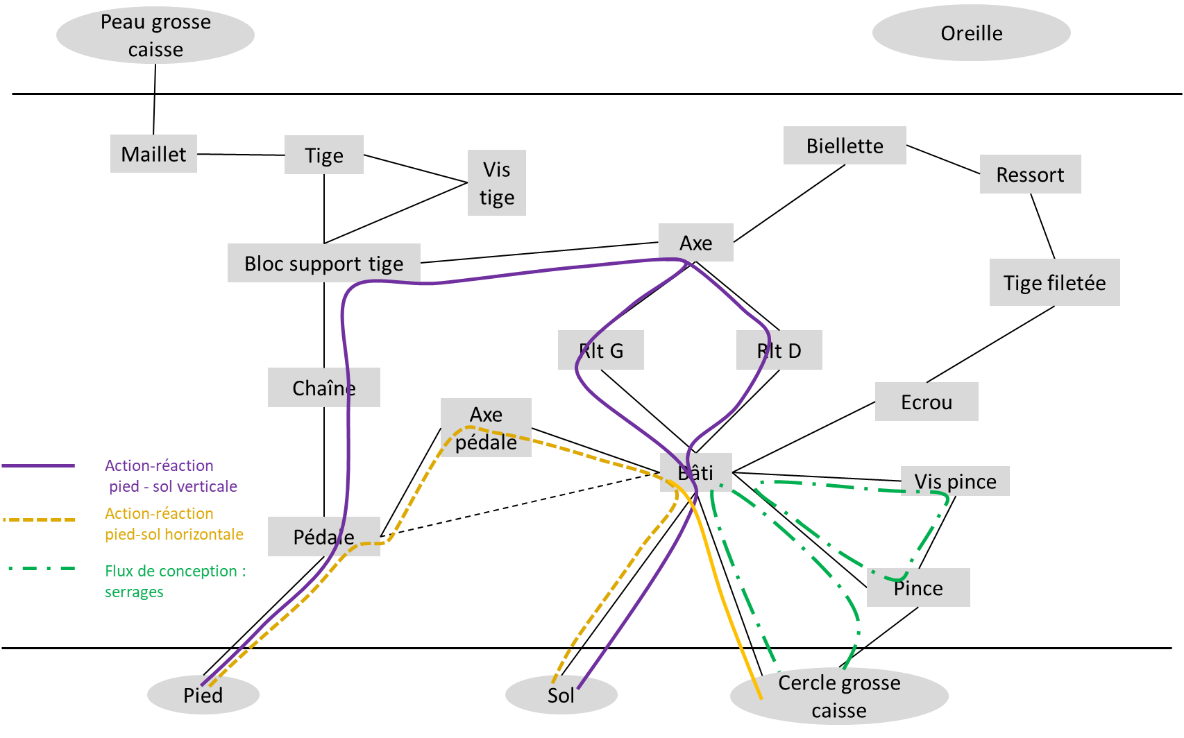 Peau grosse
caisse
Oreille
Maillet
Tige
Vis
tige
Biellette
Ressort
Bloc support tige
Axe
Tige filetée
Rlt G
Rlt D
Chaîne
Axe
pédale
Ecrou
Bâti
Vis pince
Action-réaction
pied - sol verticale
Action-réaction
pied-sol horizontale
Flux de conception :
serrages
Pédale
Pince
Pied
Sol
Cercle grosse
caisse